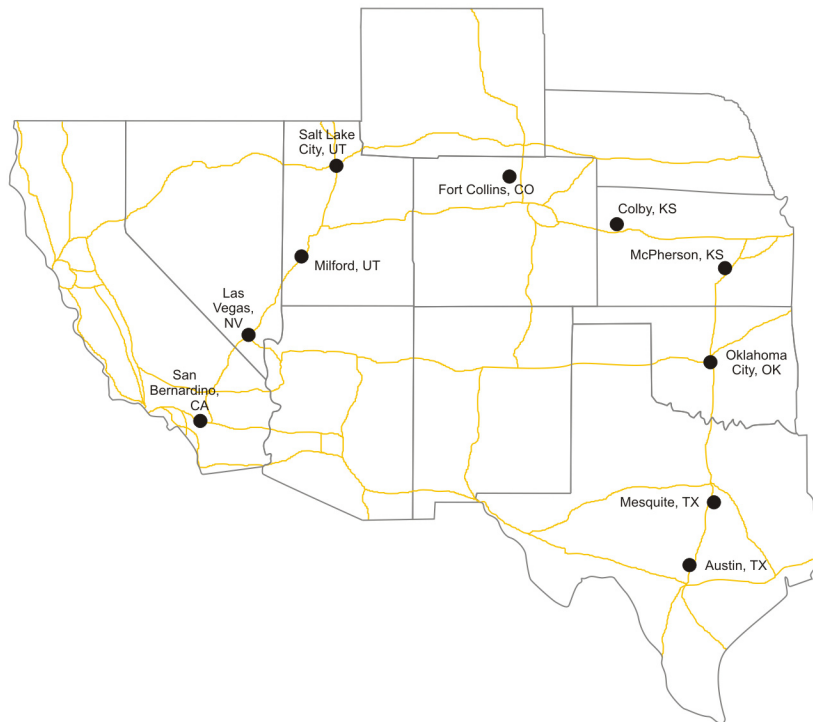 Salt Lake
City, UT
Fort Collins, CO
Colby, KS
McPherson, KS
Milford, UT
Las
Vegas,
NV
Oklahoma
City, OK
San
Bernardino,
CA
Mesquite, TX
Austin, TX